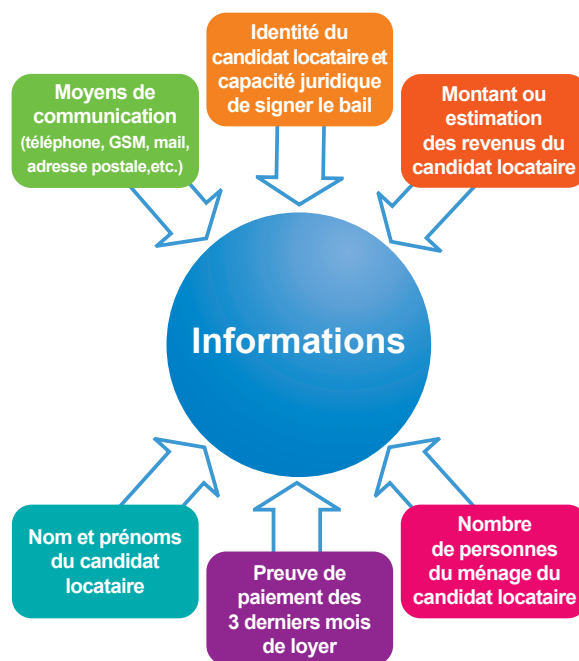 Identité du
candidat locataire et
capacité juridique
de signer le bail
Moyens de
communication
(téléphone, GSM, mail,
adresse postale,etc.)
Montant ou
estimation
des revenus du
candidat locataire
Informations
Nom et prénoms
du candidat
locataire
Preuve de
paiement des
3 derniers mois
de loyer
Nombre
de personnes
du ménage du
candidat locataire